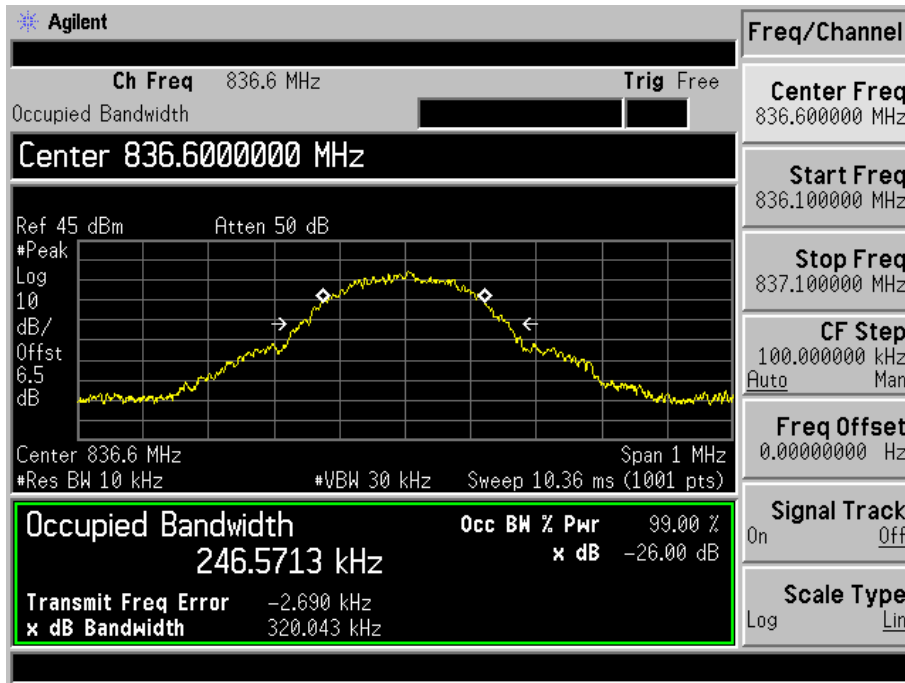 Agilent
Ch Freq 836.6 MHz Trig Free
Occupied Bandwidth
Center 836.6000000 MHz
Ref 45 dBm Atten 50 dB
#Peak
Log
10
dB/
Offst
6.5
dB
Center 836.6 MHz Span 1 MHz
#Res BW 10 kHz #VBW 30 kHz Sweep 10.36 ms (1001 pts)
Occupied Bandwidth Occ BW % Pwr 99.00 %
246.5713 kHz x dB -26.00 dB
Transmit Freq Error -2.690 kHz
x dB Bandwidth 320.043 kHz
Freq/Channel
Center Freq
836.600000 MHz
Start Freq
836.100000 MHz
Stop Freq
837.100000 MHz
CF Step
100.000000 kHz
Auto Man
Freq Offset
0.00000000 Hz
Signal Track
On Off
Scale Type
Log Lin